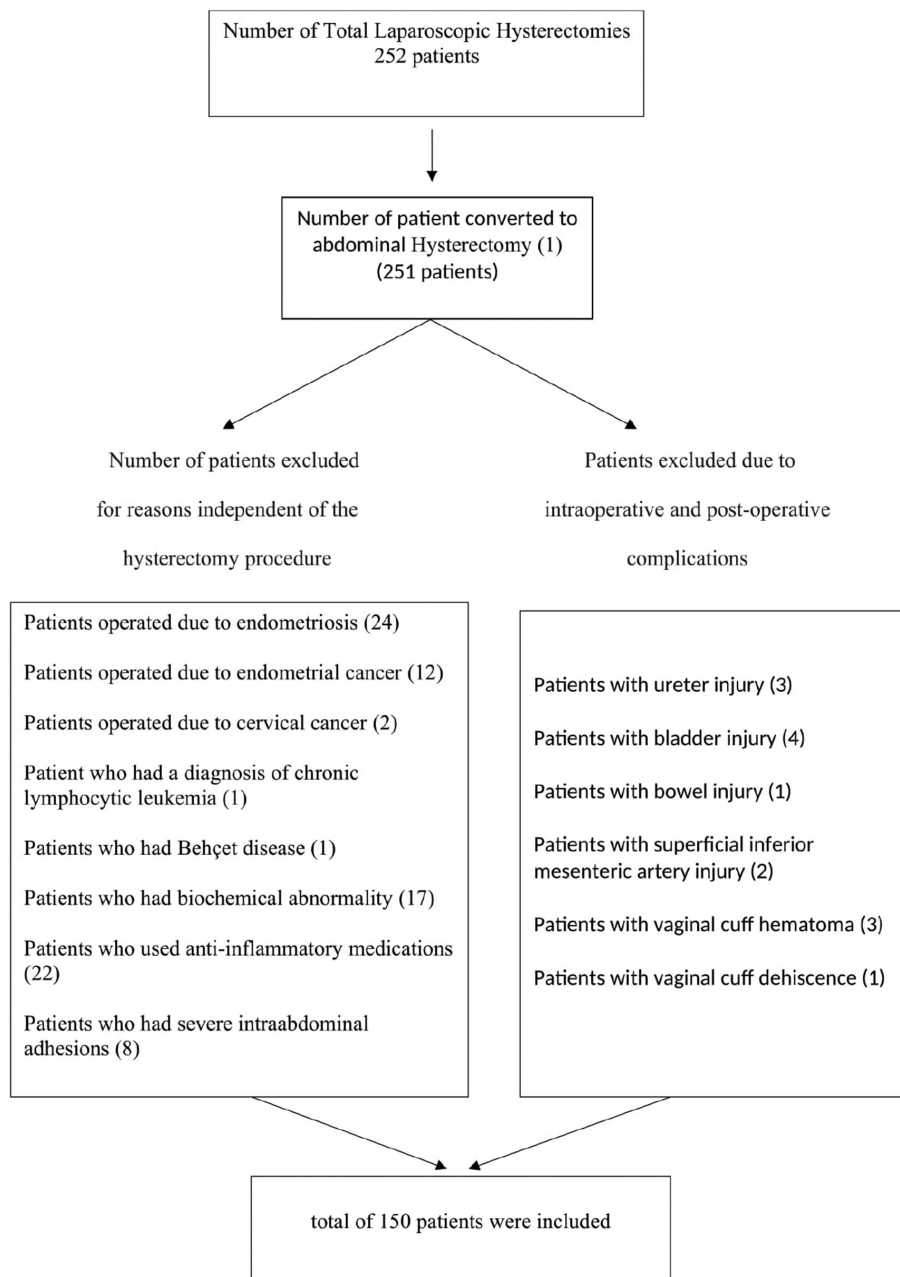 Number of Total Laparoscopic Hysterectomies
252 patients
Number of patient converted to
abdominal Hysterectomy (1)
(251 patients)
Number of patients excluded
for reasons independent of the
hysterectomy procedure
Patients operated due to endometriosis (24)
Patients operated due to endometrial cancer (12)
Patients operated due to cervical cancer (2)
Patient who had a diagnosis of chronic
lymphocytic leukemia (1)
Patients who had Behçet disease (1)
Patients who had biochemical abnormality (17)
Patients who used anti-inflammatory medications
(22)
Patients who had severe intraabdominal
adhesions (8)
Patients excluded due to
intraoperative and post-operative
complications
Patients with ureter injury (3)
Patients with bladder injury (4)
Patients with bowel injury (1)
Patients with superficial inferior
mesenteric artery injury (2)
Patients with vaginal cuff hematoma (3)
Patients with vaginal cuff dehiscence (1)
total of 150 patients were included